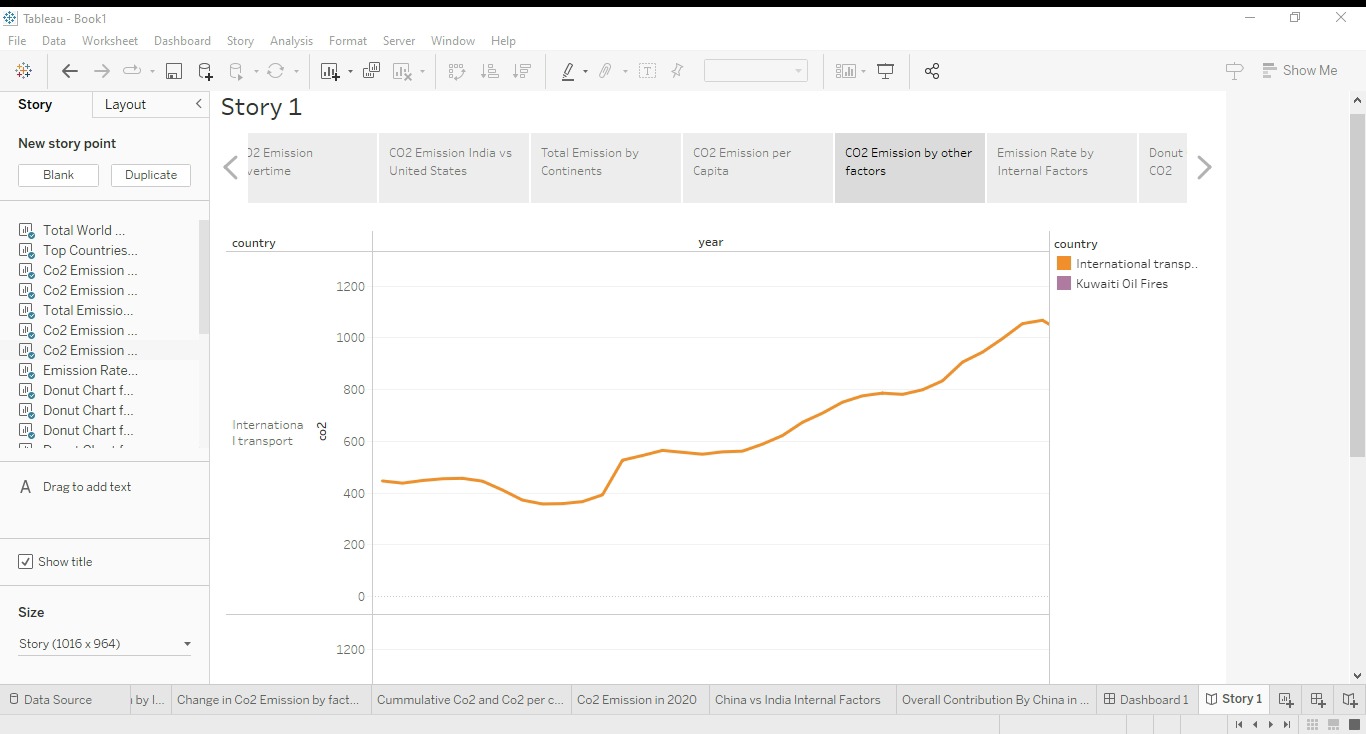 Tableau - Book1
File Data Worksheet Dashboard Story Analysis Format Server Window Help
Show Me
Story Layout
Story 1
New story point
Blank Duplicate
Total World ...
Top Countries...
Co2 Emission ...
Co2 Emission ...
Total Emissio...
Co2 Emission ...
Co2 Emission ...
Emission Rate...
Donut Chart f...
Donut Chart f...
Donut Chart f...
A Drag to add text
Show title
Size
Story (1016 x 964)
Emission
CO2 Emission India vs
United States
Total Emission by
Continents
CO2 Emission per
Capita
CO2 Emission by other
factors
Emission Rate by
Internal Factors
Donut
CO2
country
year
1200
1000
800
600
400
200
0
1200
Internationa
l transport
co2
country
International transp..
Kuwaiti Oil Fires
Data Source
by I...
Change in Co2 Emission by fact...
Cummulative Co2 and Co2 per c...
Co2 Emission in 2020
China vs India Internal Factors
Overall Contribution By China in ...
Dashboard 1
Story 1